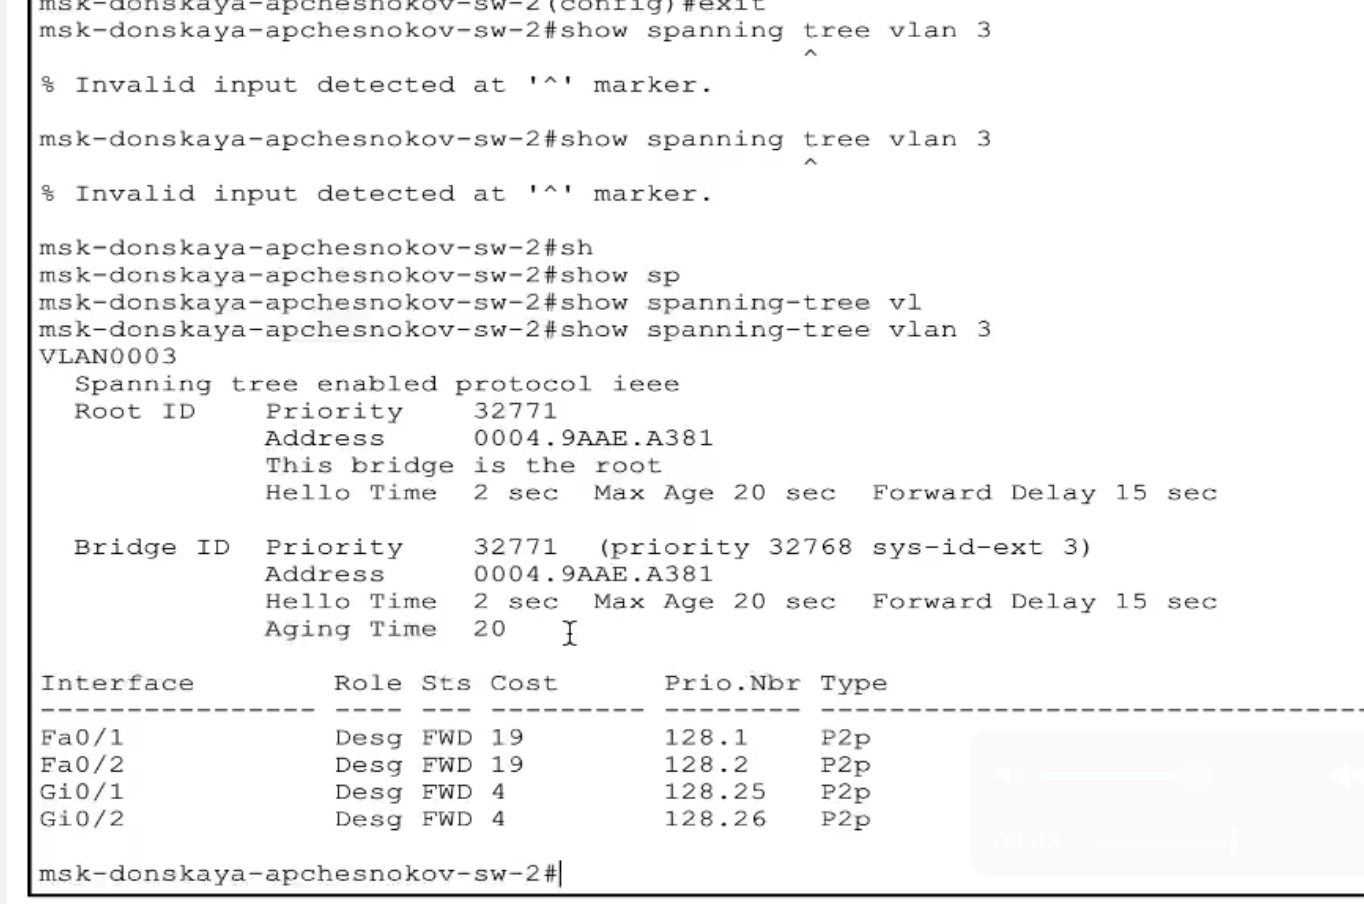 msk-donskaya-apchesnokov-sw-2(config)#exit
msk-donskaya-apchesnokov-sw-2#show spanning tree vlan 3
^
% Invalid input detected at '^' marker.
msk-donskaya-apchesnokov-sw-2#show spanning tree vlan 3
^
% Invalid input detected at '^' marker.
msk-donskaya-apchesnokov-sw-2#sh
msk-donskaya-apchesnokov-sw-2#show sp
msk-donskaya-apchesnokov-sw-2#show spanning-tree vl
msk-donskaya-apchesnokov-sw-2#show spanning-tree vlan 3
VLAN0003
Spanning tree enabled protocol ieee
Root ID Priority 32771
Address 0004.9AAE.A381
This bridge is the root
Hello Time 2 sec Max Age 20 sec Forward Delay 15 sec
Bridge ID Priority 32771 (priority 32768 sys-id-ext 3)
Address 0004.9AAE.A381
Hello Time 2 sec Max Age 20 sec Forward Delay 15 sec
Aging Time 20
Interface Role Sts Cost Prio.Nbr Type
---------------- ---- --- --------- -------- --------------------------------
Fa0/1 Desg FWD 19 128.1 P2p
Fa0/2 Desg FWD 19 128.2 P2p
Gi0/1 Desg FWD 4 128.25 P2p
Gi0/2 Desg FWD 4 128.26 P2p
09:43
msk-donskaya-apchesnokov-sw-2#